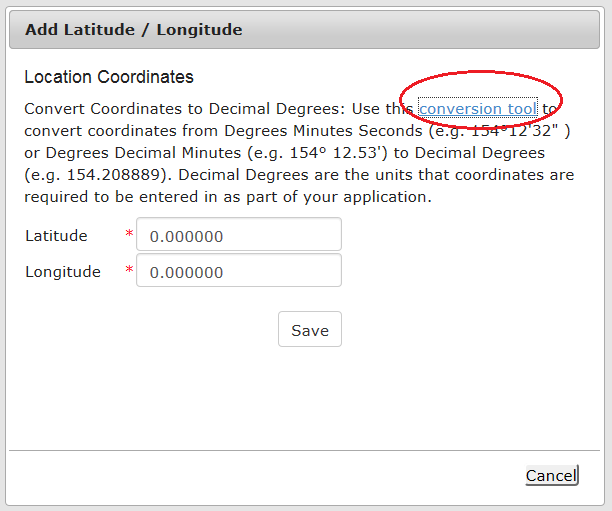 Add Latitude / Longitude
Location Coordinates
Convert Coordinates to Decimal Degrees: Use this conversion tool to
convert coordinates from Degrees Minutes Seconds (e.g. 154°12'32" )
or Degrees Decimal Minutes (e.g. 154° 12.53') to Decimal Degrees
(e.g. 154.208889). Decimal Degrees are the units that coordinates are
required to be entered in as part of your application.
Latitude * 0.000000
Longitude * 0.000000
Save
Cancel